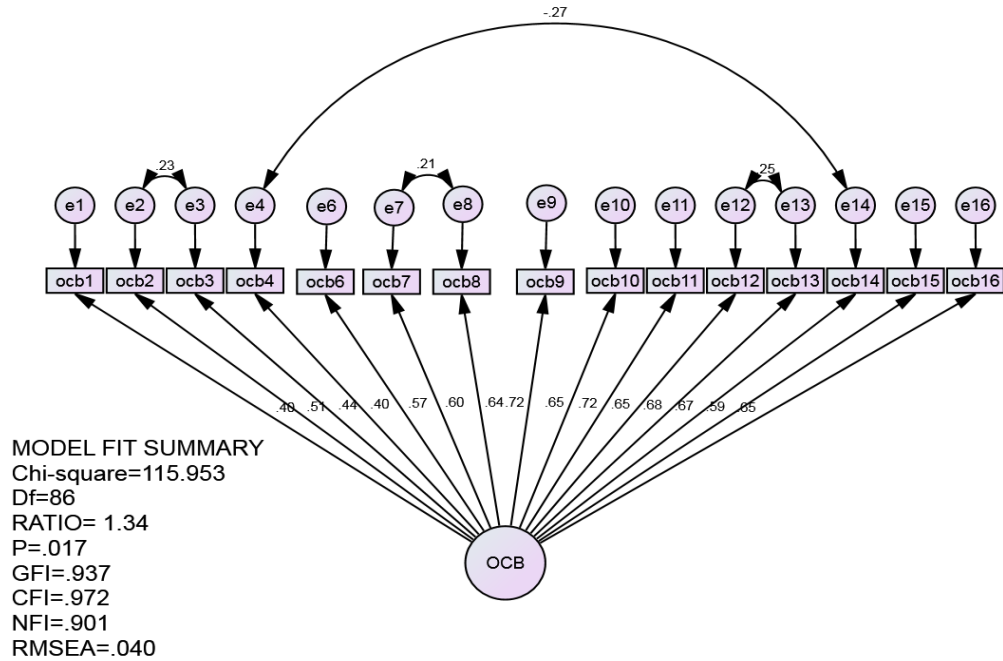 -.27
.23
.21
.25
e1 e2 e3 e4 e6 e7 e8 e9 e10 e11 e12 e13 e14 e15 e16
ocb1 ocb2 ocb3 ocb4 ocb6 ocb7 ocb8 ocb9 ocb10 ocb11 ocb12 ocb13 ocb14 ocb15 ocb16
.40 .51 .44 .40 .57 .60 .64 .72 .65 .72 .65 .68 .67 .59 .65
MODEL FIT SUMMARY
Chi-square=115.953
Df=86
RATIO= 1.34
P=.017
GFI=.937
CFI=.972
NFI=.901
RMSEA=.040
OCB